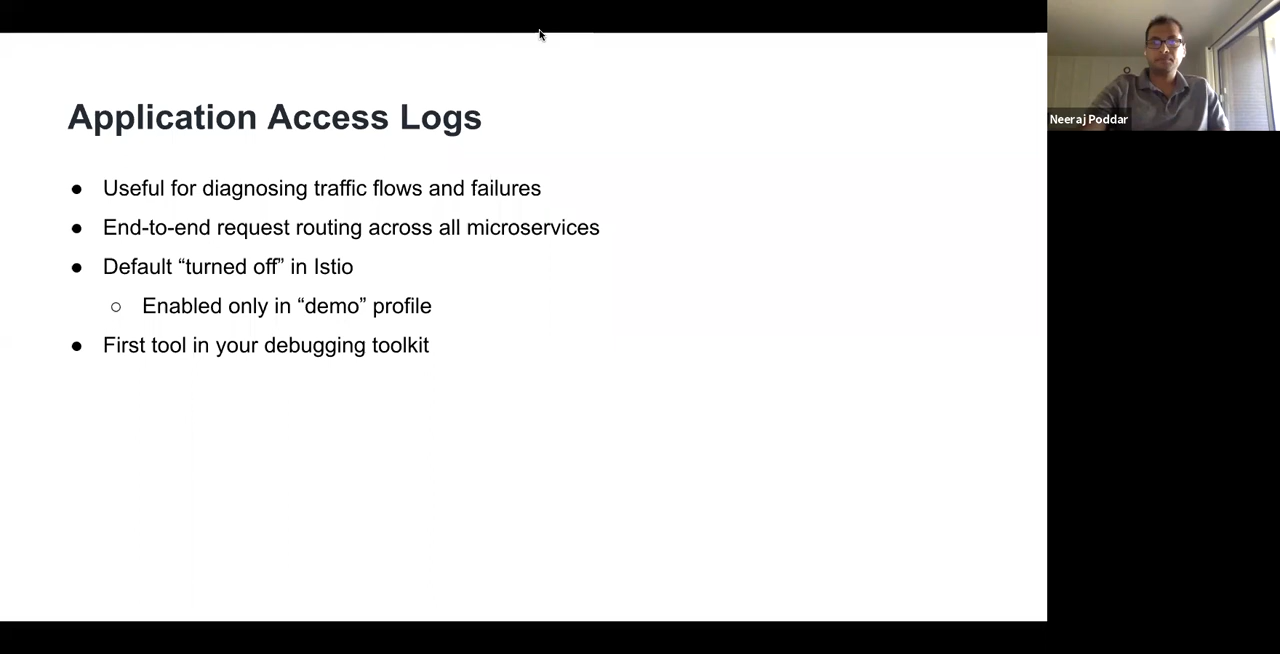 Application Access Logs
● Useful for diagnosing traffic flows and failures
● End-to-end request routing across all microservices
● Default “turned off” in Istio
○ Enabled only in “demo” profile
● First tool in your debugging toolkit
Neeraj Poddar